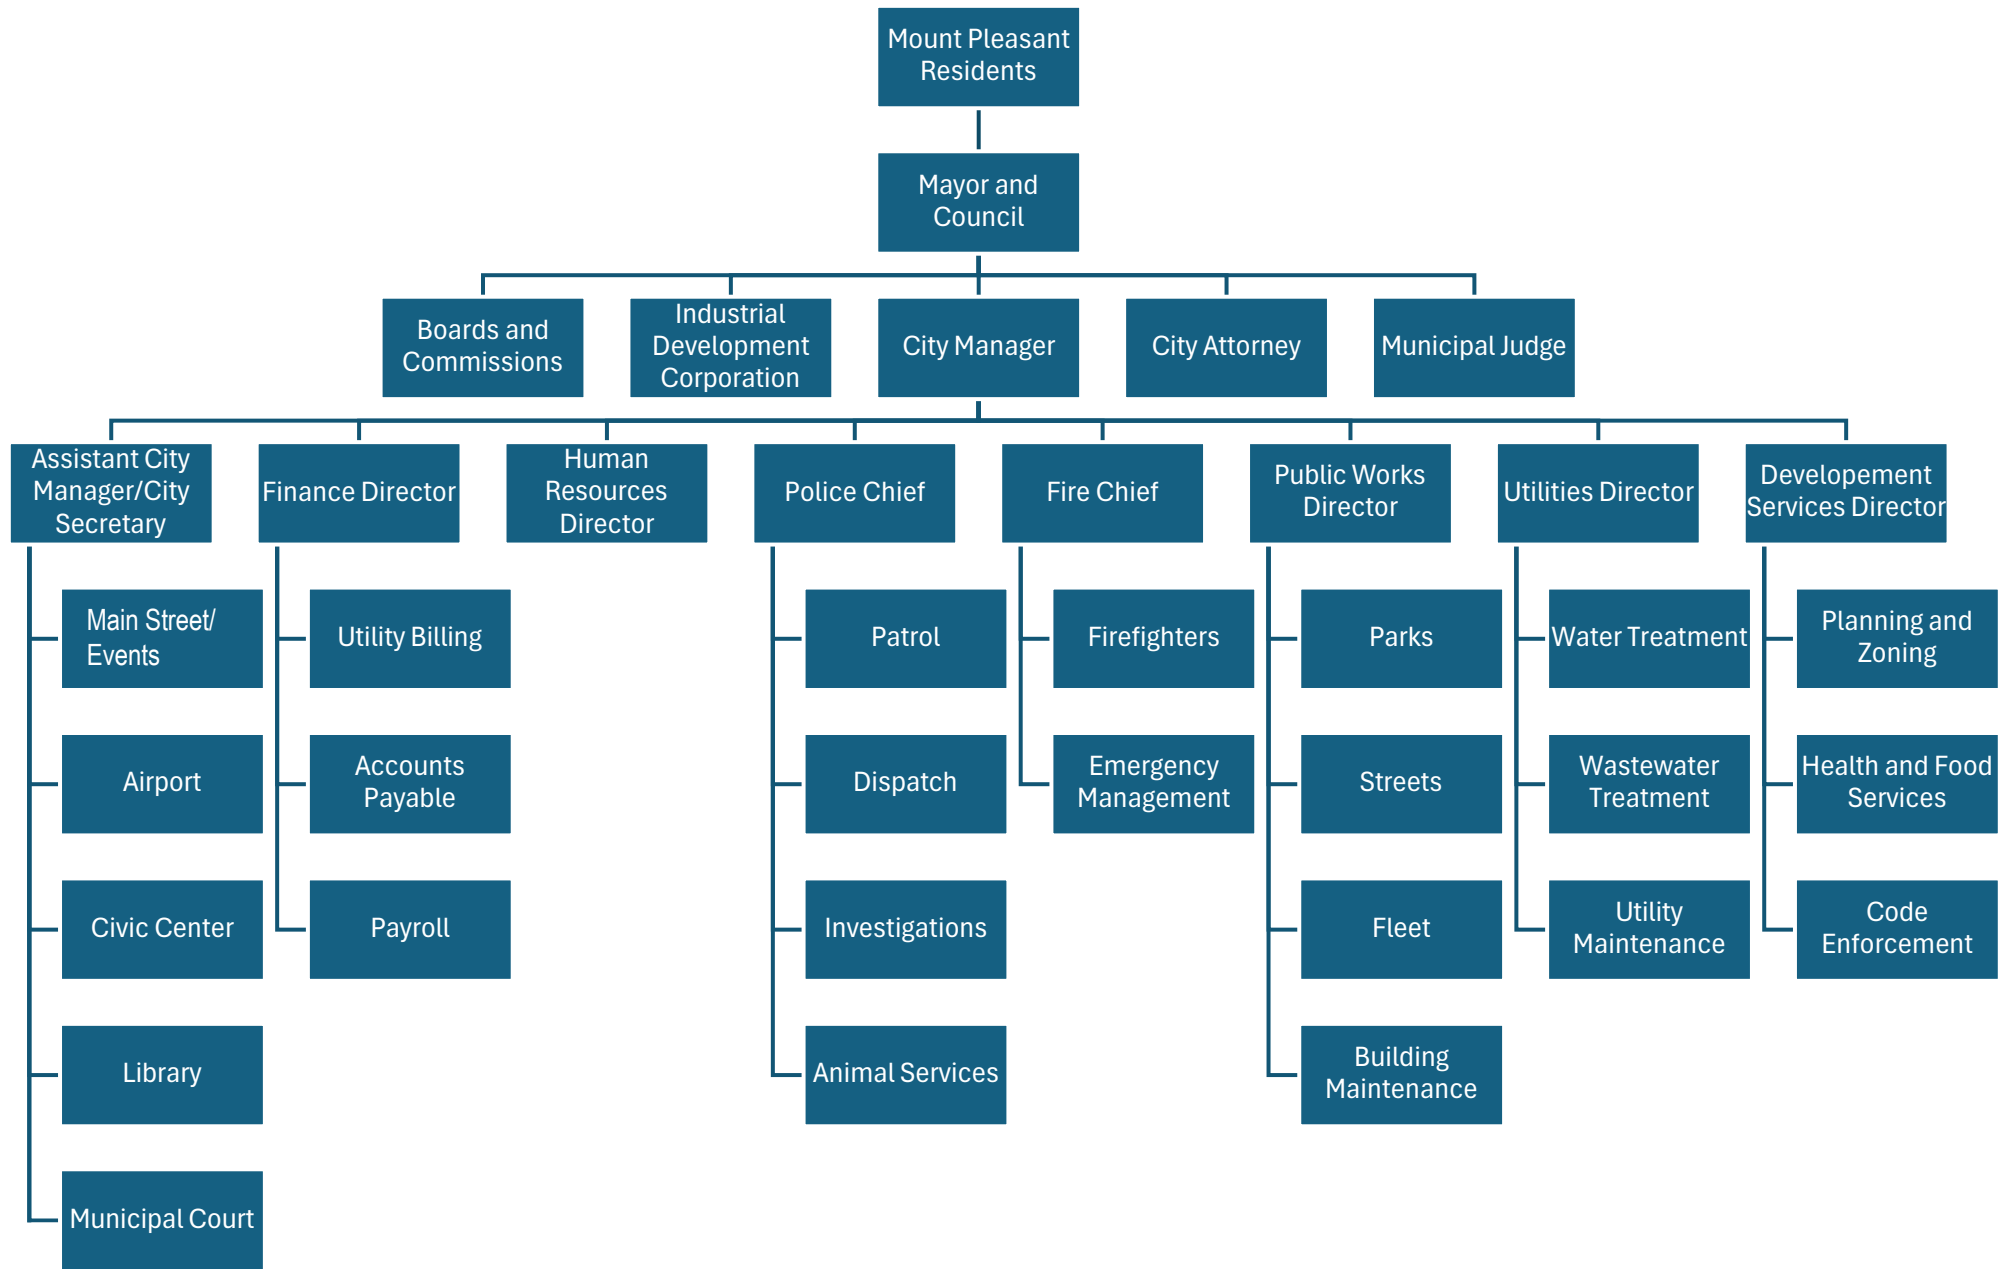 Mount Pleasant
Residents
Mayor and
Council
Boards and
Commissions
Industrial
Development
Corporation
City Manager
City Attorney
Municipal Judge
Assistant City
Manager/City
Secretary
Finance Director
Human
Resources
Director
Police Chief
Fire Chief
Public Works
Director
Utilities Director
Developement
Services Director
Main Street/
Events
Airport
Civic Center
Library
Municipal Court
Utility Billing
Accounts
Payable
Payroll
Patrol
Dispatch
Investigations
Animal Services
Firefighters
Emergency
Management
Parks
Streets
Fleet
Building
Maintenance
Water Treatment
Wastewater
Treatment
Utility
Maintenance
Planning and
Zoning
Health and Food
Services
Code
Enforcement